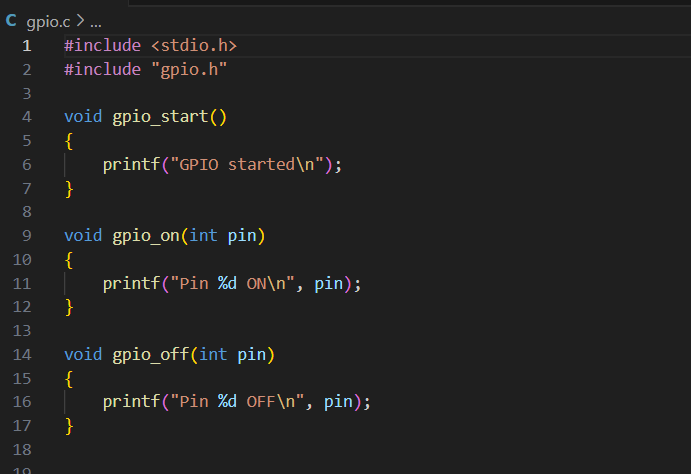 C gpio.c > ...
1 #include <stdio.h>
2 #include "gpio.h"
3
4 void gpio_start()
5 {
6     printf("GPIO started\n");
7 }
8
9 void gpio_on(int pin)
10 {
11     printf("Pin %d ON\n", pin);
12 }
13
14 void gpio_off(int pin)
15 {
16     printf("Pin %d OFF\n", pin);
17 }
18
19